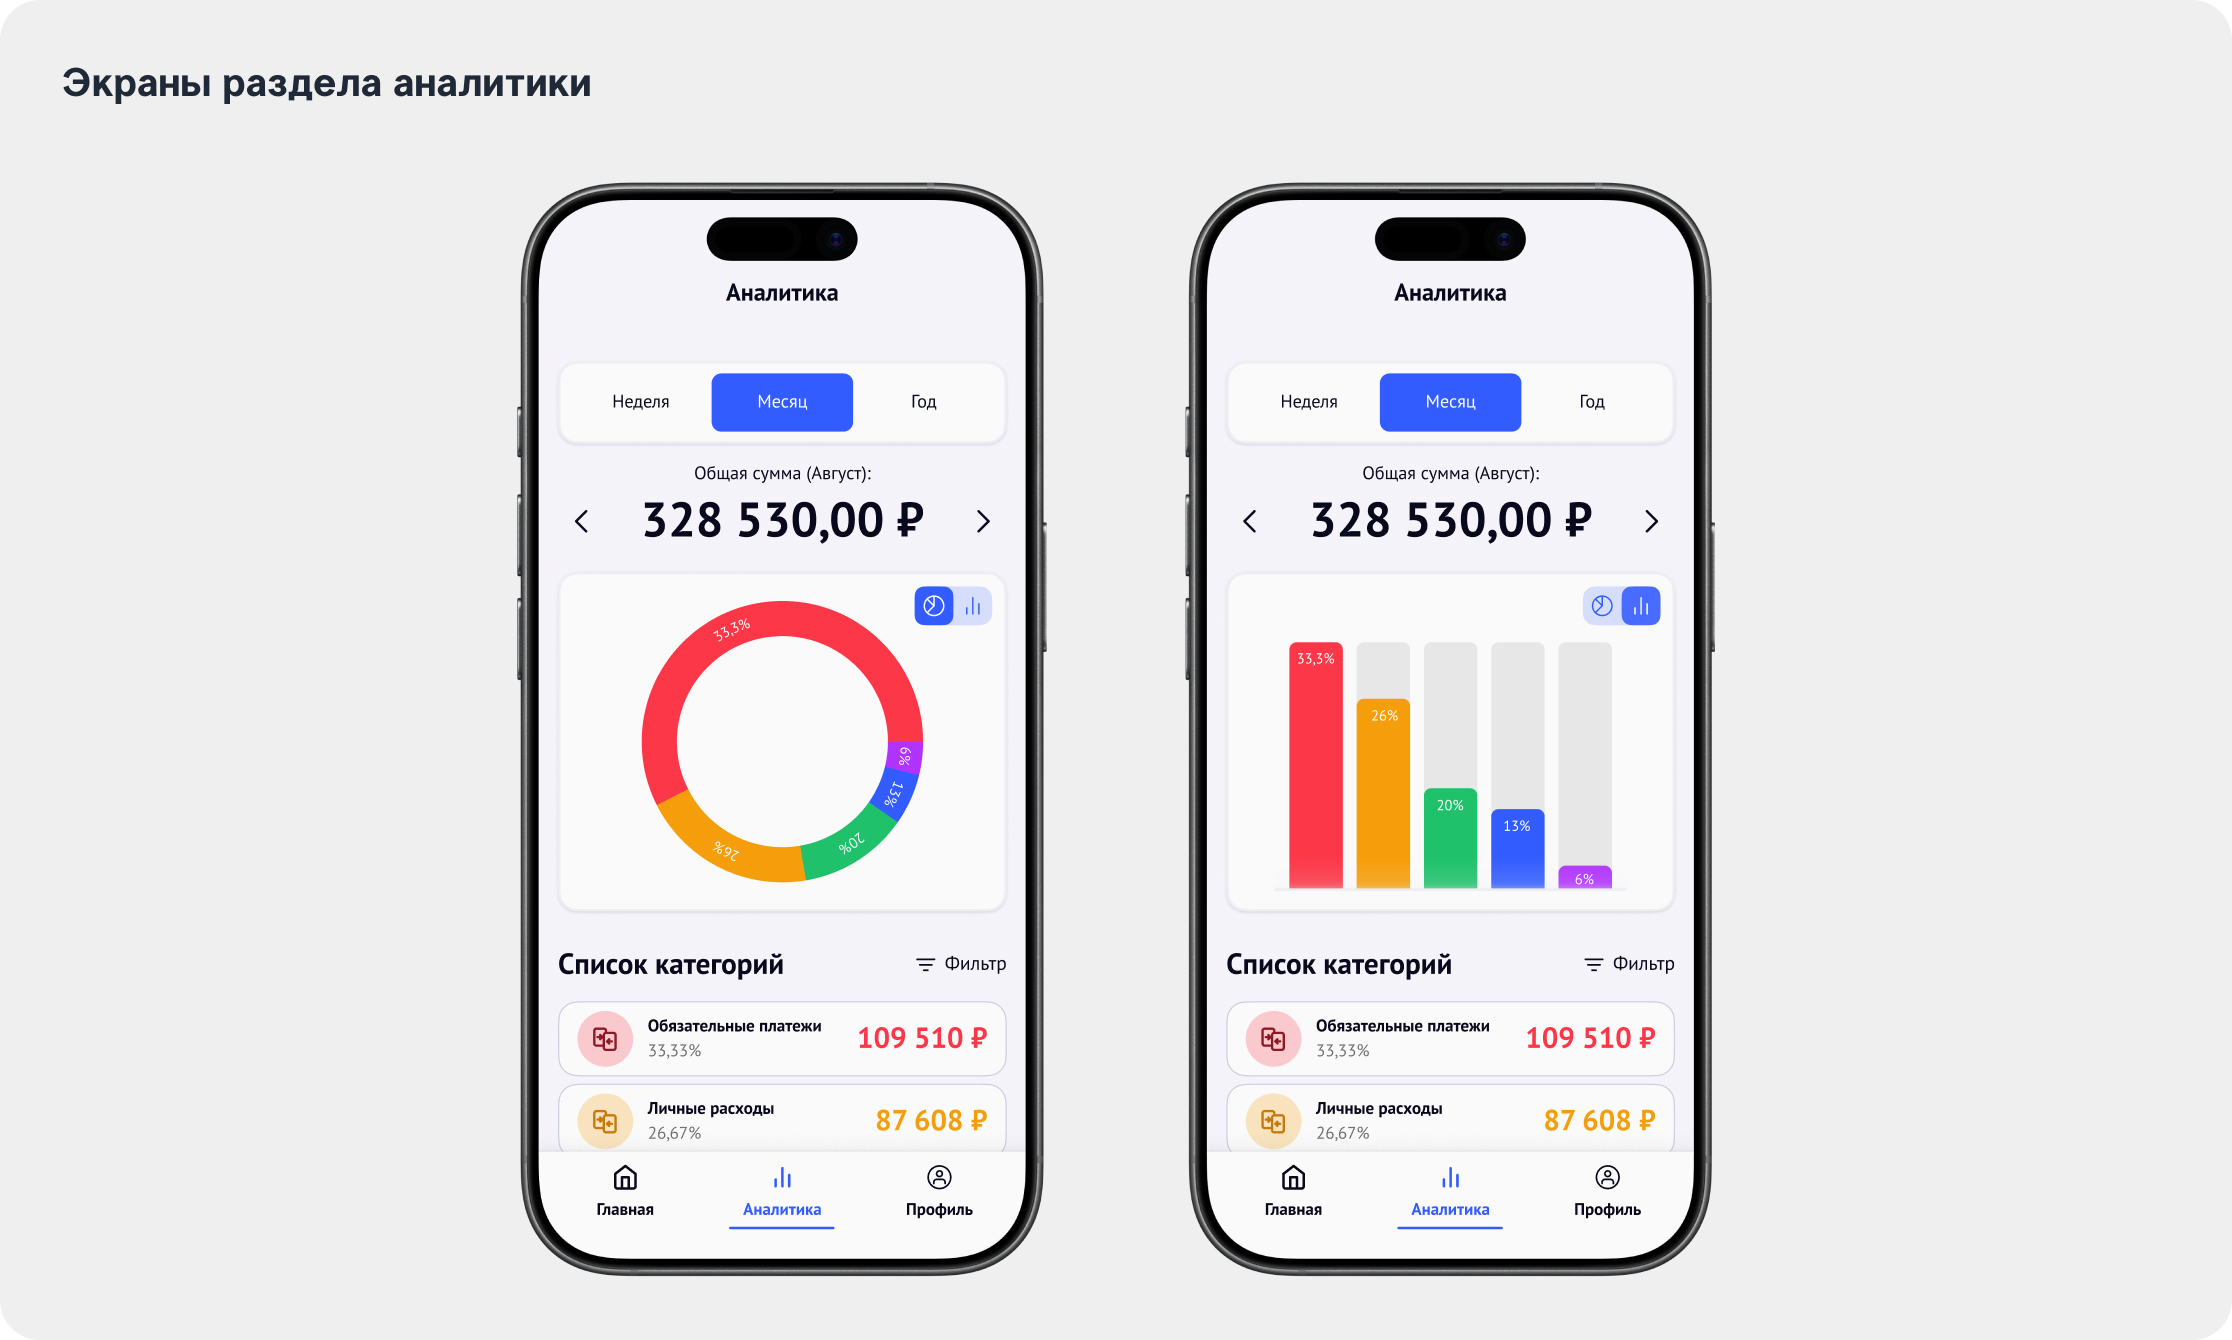 Экраны раздела аналитики
Аналитика
Неделя Месяц Год
Общая сумма (Август):
328 530,00 ₽
33,3%
6%
13%
20%
26%
Список категорий Фильтр
Обязательные платежи
33,33%
109 510 ₽
Личные расходы
26,67%
87 608 ₽
Главная Аналитика Профиль
Аналитика
Неделя Месяц Год
Общая сумма (Август):
328 530,00 ₽
33,3%
26%
20%
13%
6%
Список категорий Фильтр
Обязательные платежи
33,33%
109 510 ₽
Личные расходы
26,67%
87 608 ₽
Главная Аналитика Профиль